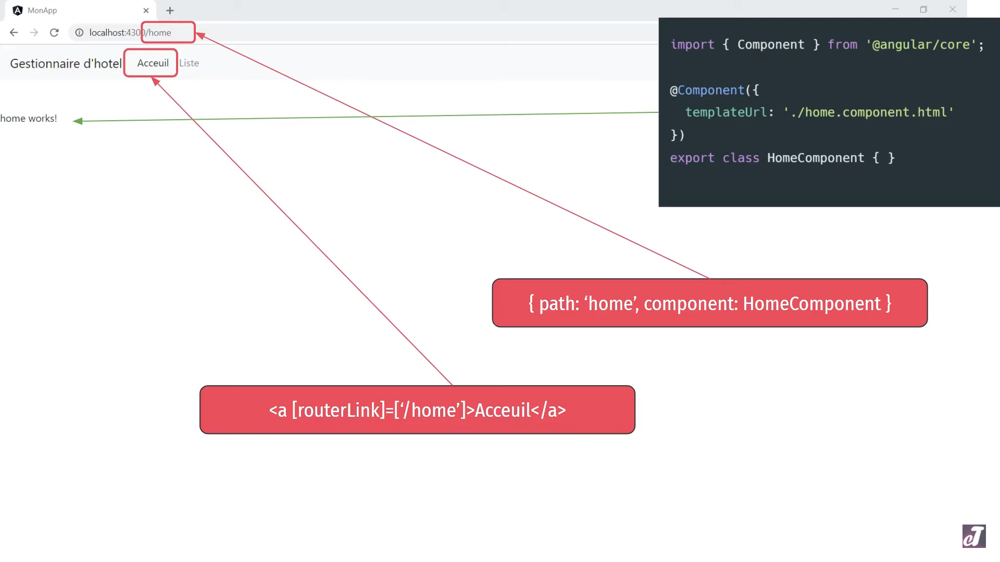 MonApp
localhost:4300/home
Gestionnaire d'hotel Acceuil Liste
home works!
import { Component } from '@angular/core';
@Component({
templateUrl: './home.component.html'
})
export class HomeComponent { }
{ path: ‘home’, component: HomeComponent }
<a [routerLink]=[‘/home’]>Acceuil</a>
eT